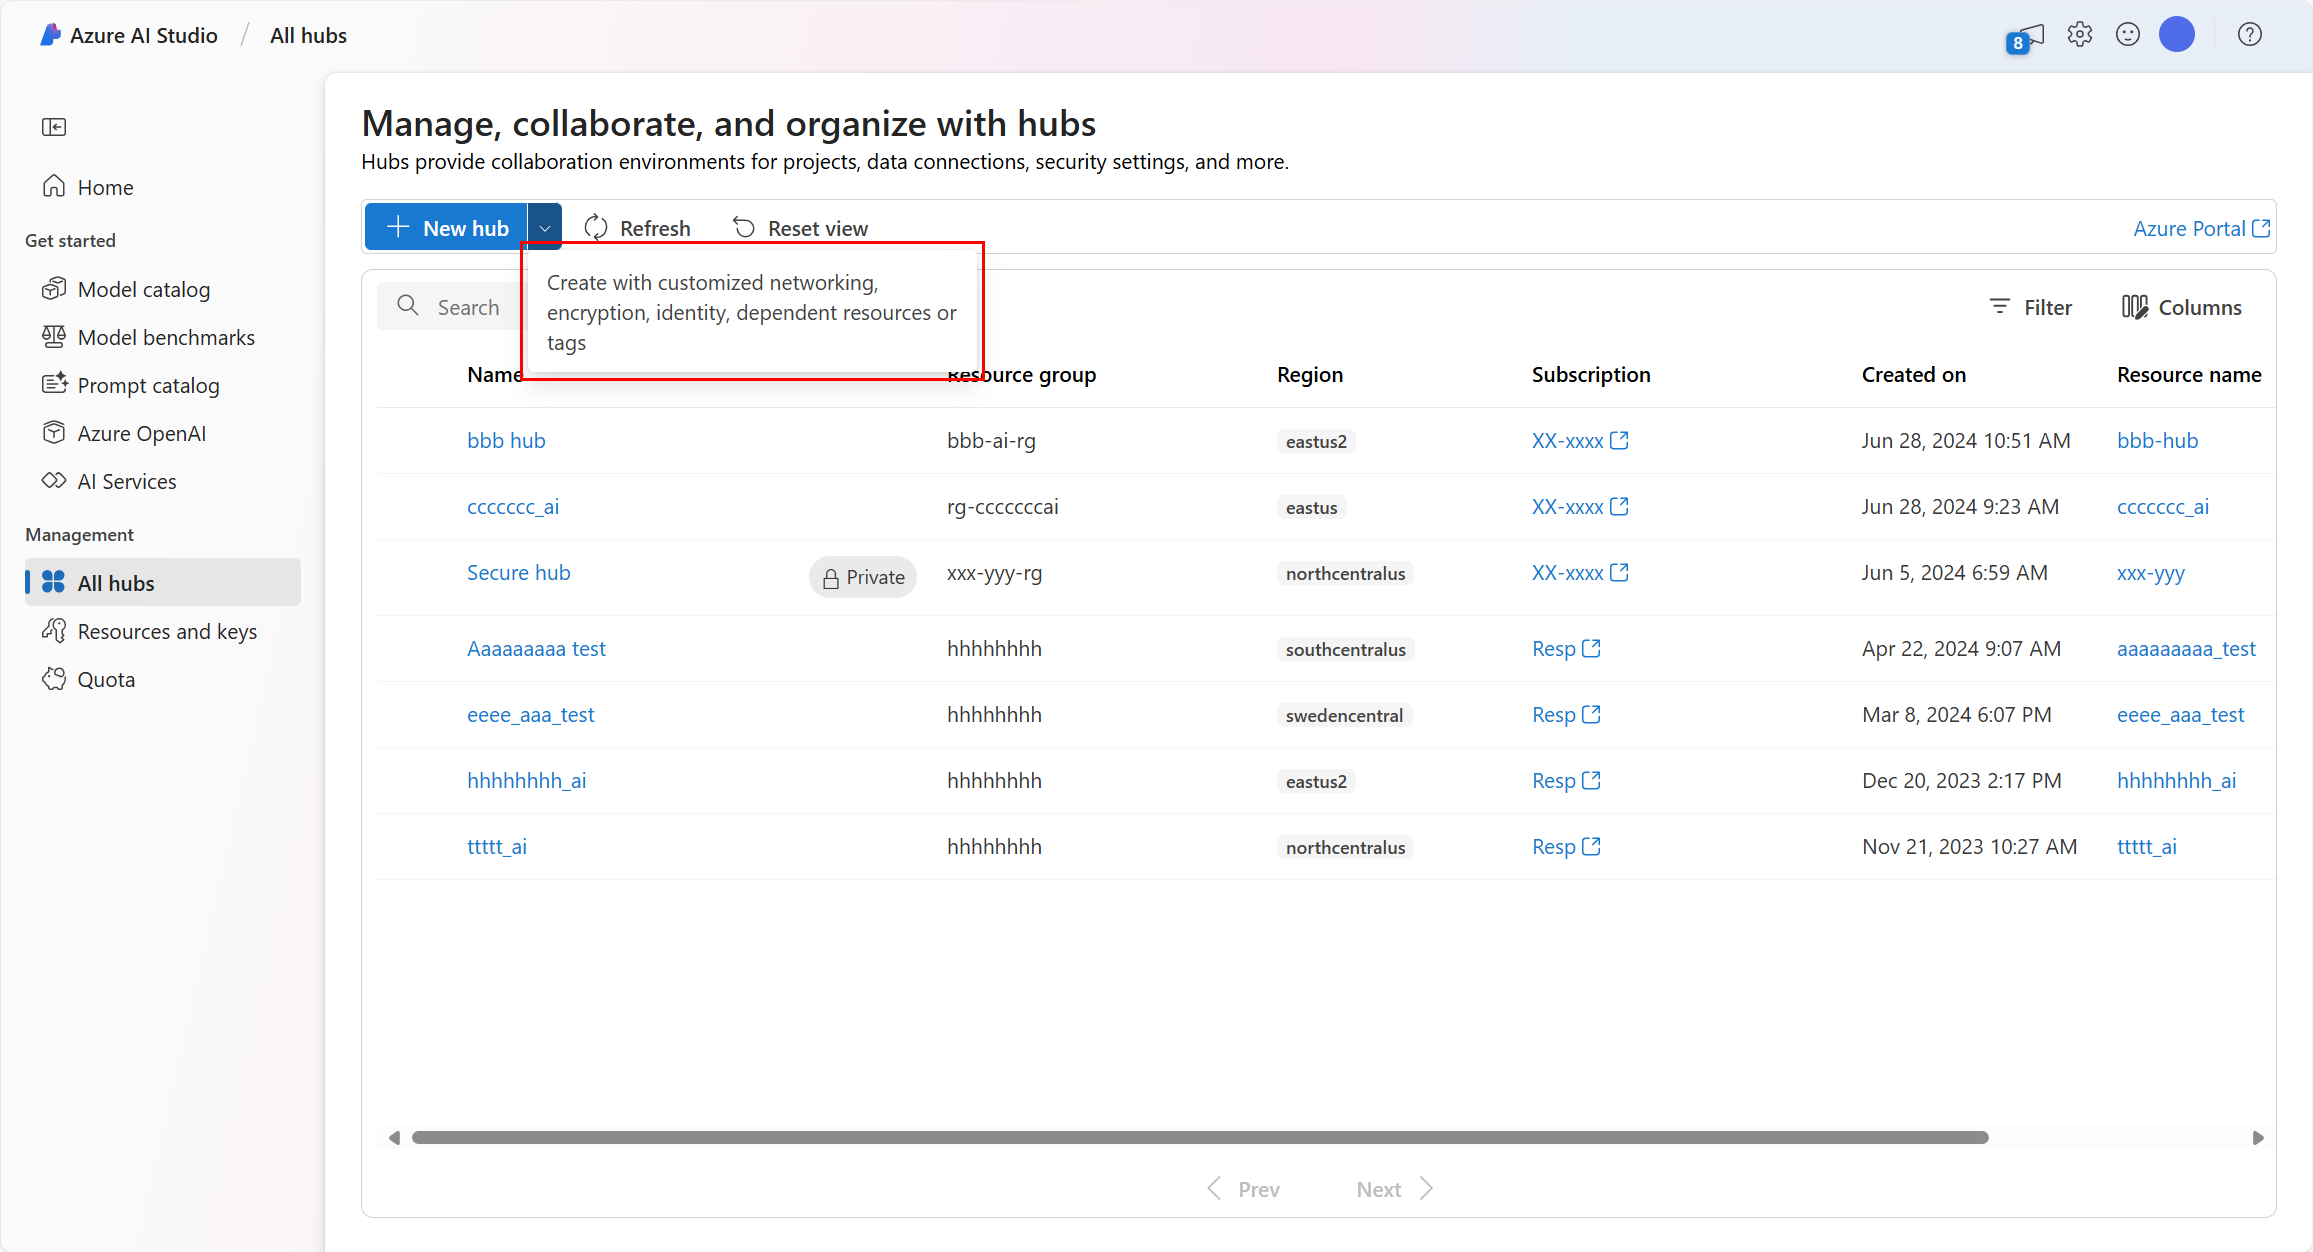 Azure AI Studio / All hubs
8
Home
Get started
Model catalog
Model benchmarks
Prompt catalog
Azure OpenAI
AI Services
Management
All hubs
Resources and keys
Quota
Manage, collaborate, and organize with hubs
Hubs provide collaboration environments for projects, data connections, security settings, and more.
New hub Refresh Reset view Azure Portal
Create with customized networking,
encryption, identity, dependent resources or
tags
Search Filter Columns
Name Resource group Region Subscription Created on Resource name
bbb hub bbb-ai-rg eastus2 XX-xxxx Jun 28, 2024 10:51 AM bbb-hub
ccccccc_ai rg-cccccccai eastus XX-xxxx Jun 28, 2024 9:23 AM ccccccc_ai
Secure hub Private xxx-yyy-rg northcentralus XX-xxxx Jun 5, 2024 6:59 AM xxx-yyy
Aaaaaaaaa test hhhhhhhh southcentralus Resp Apr 22, 2024 9:07 AM aaaaaaaaa_test
eeee_aaa_test hhhhhhhh swedencentral Resp Mar 8, 2024 6:07 PM eeee_aaa_test
hhhhhhhh_ai hhhhhhhh eastus2 Resp Dec 20, 2023 2:17 PM hhhhhhhh_ai
ttttt_ai hhhhhhhh northcentralus Resp Nov 21, 2023 10:27 AM ttttt_ai
Prev Next